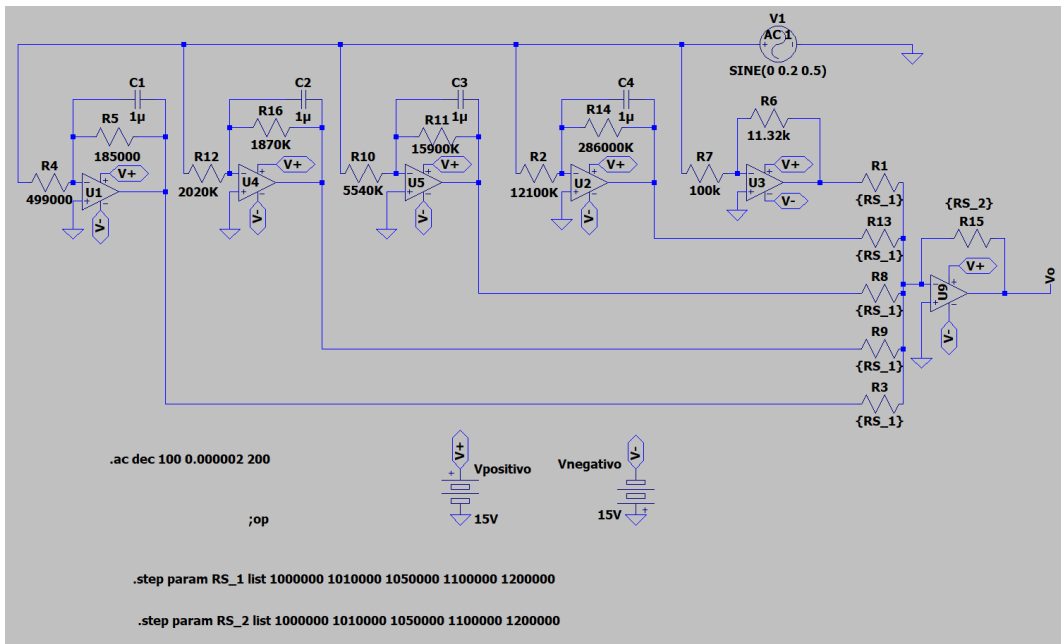 V1
AC 1
+
SINE(0 0.2 0.5)
C1
1µ
R5
185000
R4
499000
U1
V+
V-
C2
1µ
R16
1870K
R12
2020K
U4
V+
V-
C3
1µ
R11
15900K
R10
5540K
U5
V+
V-
C4
1µ
R14
286000K
R2
12100K
U2
V+
V-
R6
11.32k
R7
100k
U3
V+
V-
R1
{RS_1}
R13
{RS_1}
R8
{RS_1}
R9
{RS_1}
R3
{RS_1}
{RS_2}
R15
U9
V+
V-
Vo
.ac dec 100 0.000002 200
;op
V+
+
Vpositivo
15V
V-
Vnegativo
15V
+
.step param RS_1 list 1000000 1010000 1050000 1100000 1200000
.step param RS_2 list 1000000 1010000 1050000 1100000 1200000